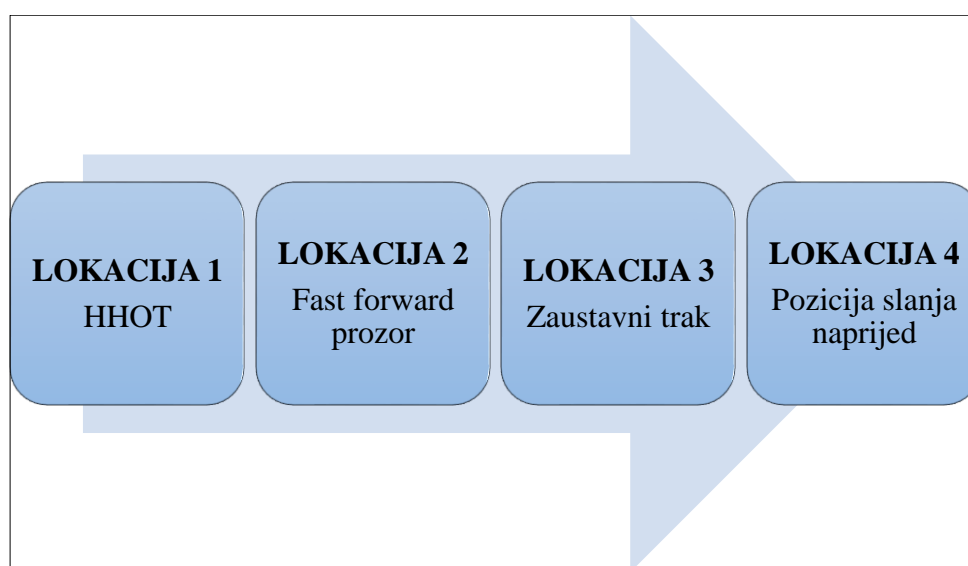 LOKACIJA 1
HHOT
LOKACIJA 2
Fast forward
prozor
LOKACIJA 3
Zaustavni trak
LOKACIJA 4
Pozicija slanja
naprijed